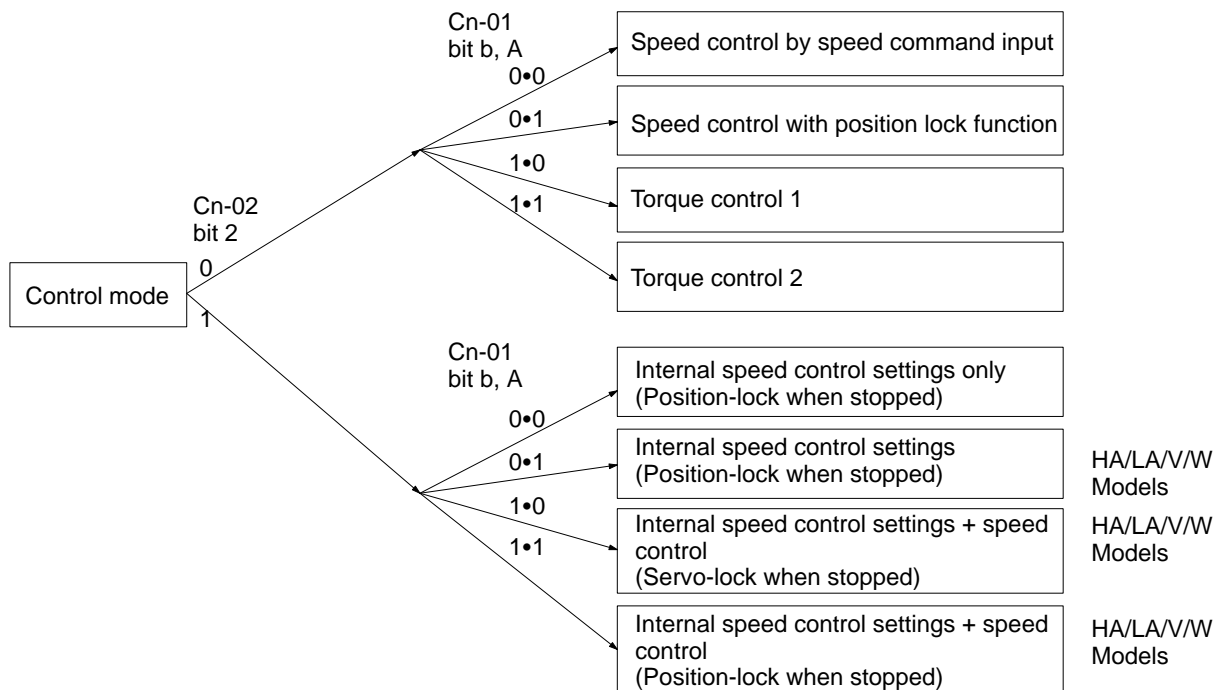 Cn-01
bit b, A
0•0
0•1
1•0
1•1
Speed control by speed command input
Speed control with position lock function
Torque control 1
Torque control 2
Cn-02
bit 2
0
1
Control mode
Cn-01
bit b, A
0•0
0•1
1•0
1•1
Internal speed control settings only
(Position-lock when stopped)
Internal speed control settings
(Position-lock when stopped)
HA/LA/V/W
Models
Internal speed control settings + speed
control
(Servo-lock when stopped)
HA/LA/V/W
Models
Internal speed control settings + speed
control
(Position-lock when stopped)
HA/LA/V/W
Models